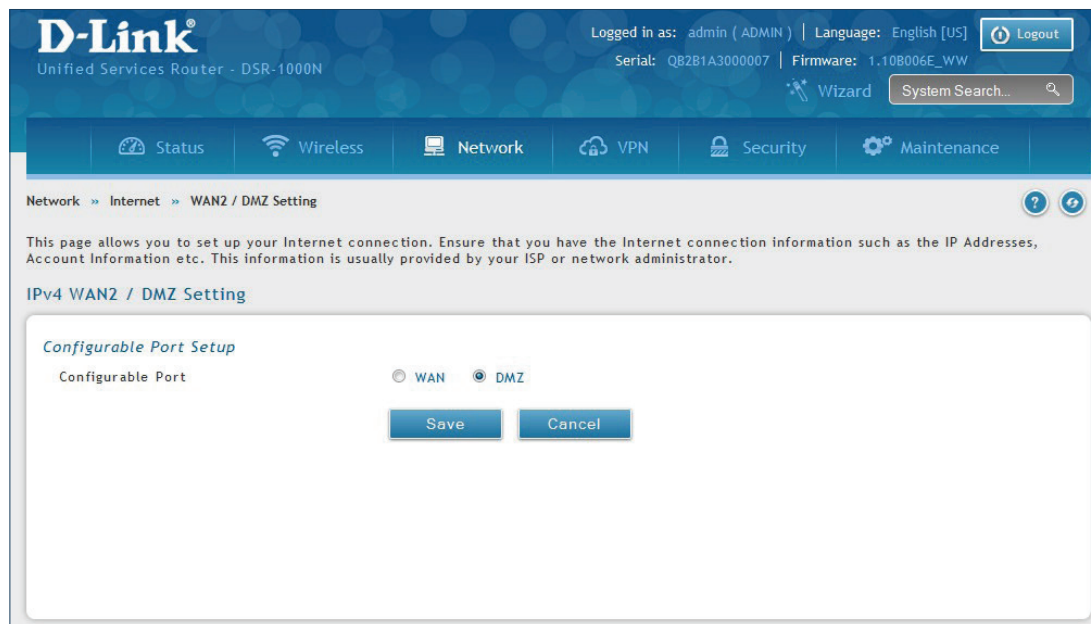 D-Link®
Unified Services Router - DSR-1000N
Logged in as: admin ( ADMIN ) | Language: English [US]
Logout
Serial: QB2B1A3000007 | Firmware: 1.10B006E_WW
Wizard
System Search...
Status
Wireless
Network
VPN
Security
Maintenance
Network » Internet » WAN2 / DMZ Setting
?
This page allows you to set up your Internet connection. Ensure that you have the Internet connection information such as the IP Addresses,
Account Information etc. This information is usually provided by your ISP or network administrator.
IPv4 WAN2 / DMZ Setting
Configurable Port Setup
Configurable Port
WAN
DMZ
Save
Cancel